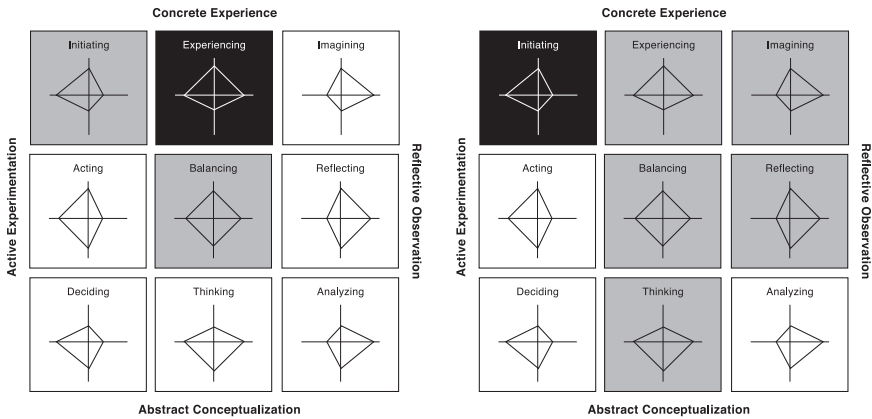 Concrete Experience
Initiating
Experiencing
Imagining
Acting
Balancing
Reflecting
Deciding
Thinking
Analyzing
Active Experimentation
Reflective Observation
Abstract Conceptualization
Concrete Experience
Initiating
Experiencing
Imagining
Acting
Balancing
Reflecting
Deciding
Thinking
Analyzing
Active Experimentation
Reflective Observation
Abstract Conceptualization